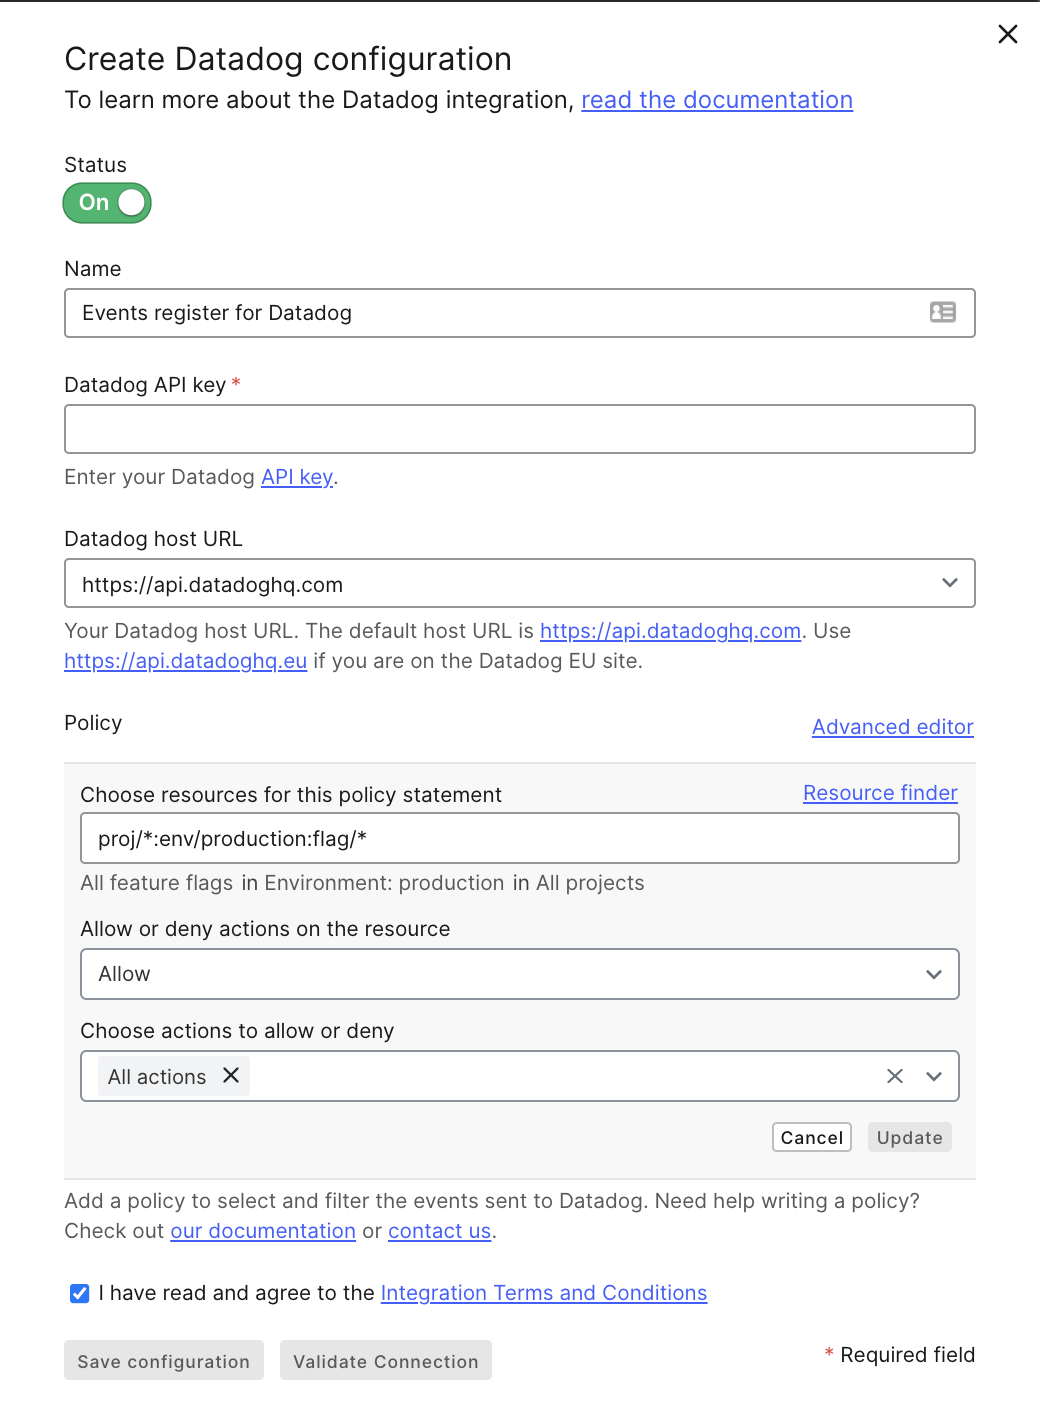 Create Datadog configuration
To learn more about the Datadog integration, read the documentation
Status
On
Name
Events register for Datadog
Datadog API key *
Enter your Datadog API key.
Datadog host URL
https://api.datadoghq.com
Your Datadog host URL. The default host URL is https://api.datadoghq.com. Use
https://api.datadoghq.eu if you are on the Datadog EU site.
Policy
Advanced editor
Choose resources for this policy statement
Resource finder
proj/*:env/production:flag/*
All feature flags in Environment: production in All projects
Allow or deny actions on the resource
Allow
Choose actions to allow or deny
All actions
Cancel
Update
Add a policy to select and filter the events sent to Datadog. Need help writing a policy?
Check out our documentation or contact us.
I have read and agree to the Integration Terms and Conditions
Save configuration
Validate Connection
* Required field